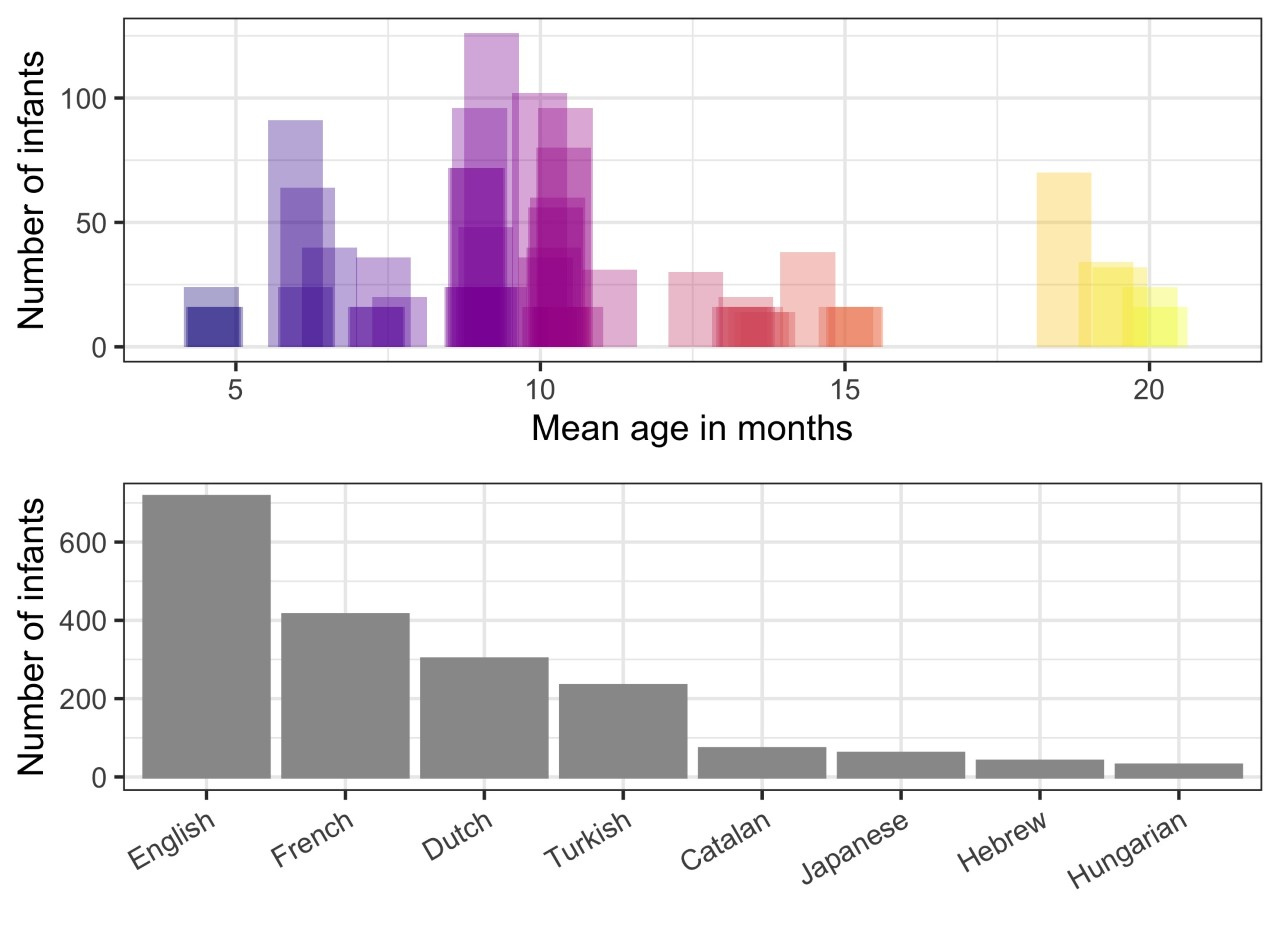 Number of infants
100
50
0
5 10 15 20
Mean age in months
Number of infants
600
400
200
0
English French Dutch Turkish Catalan Japanese Hebrew Hungarian